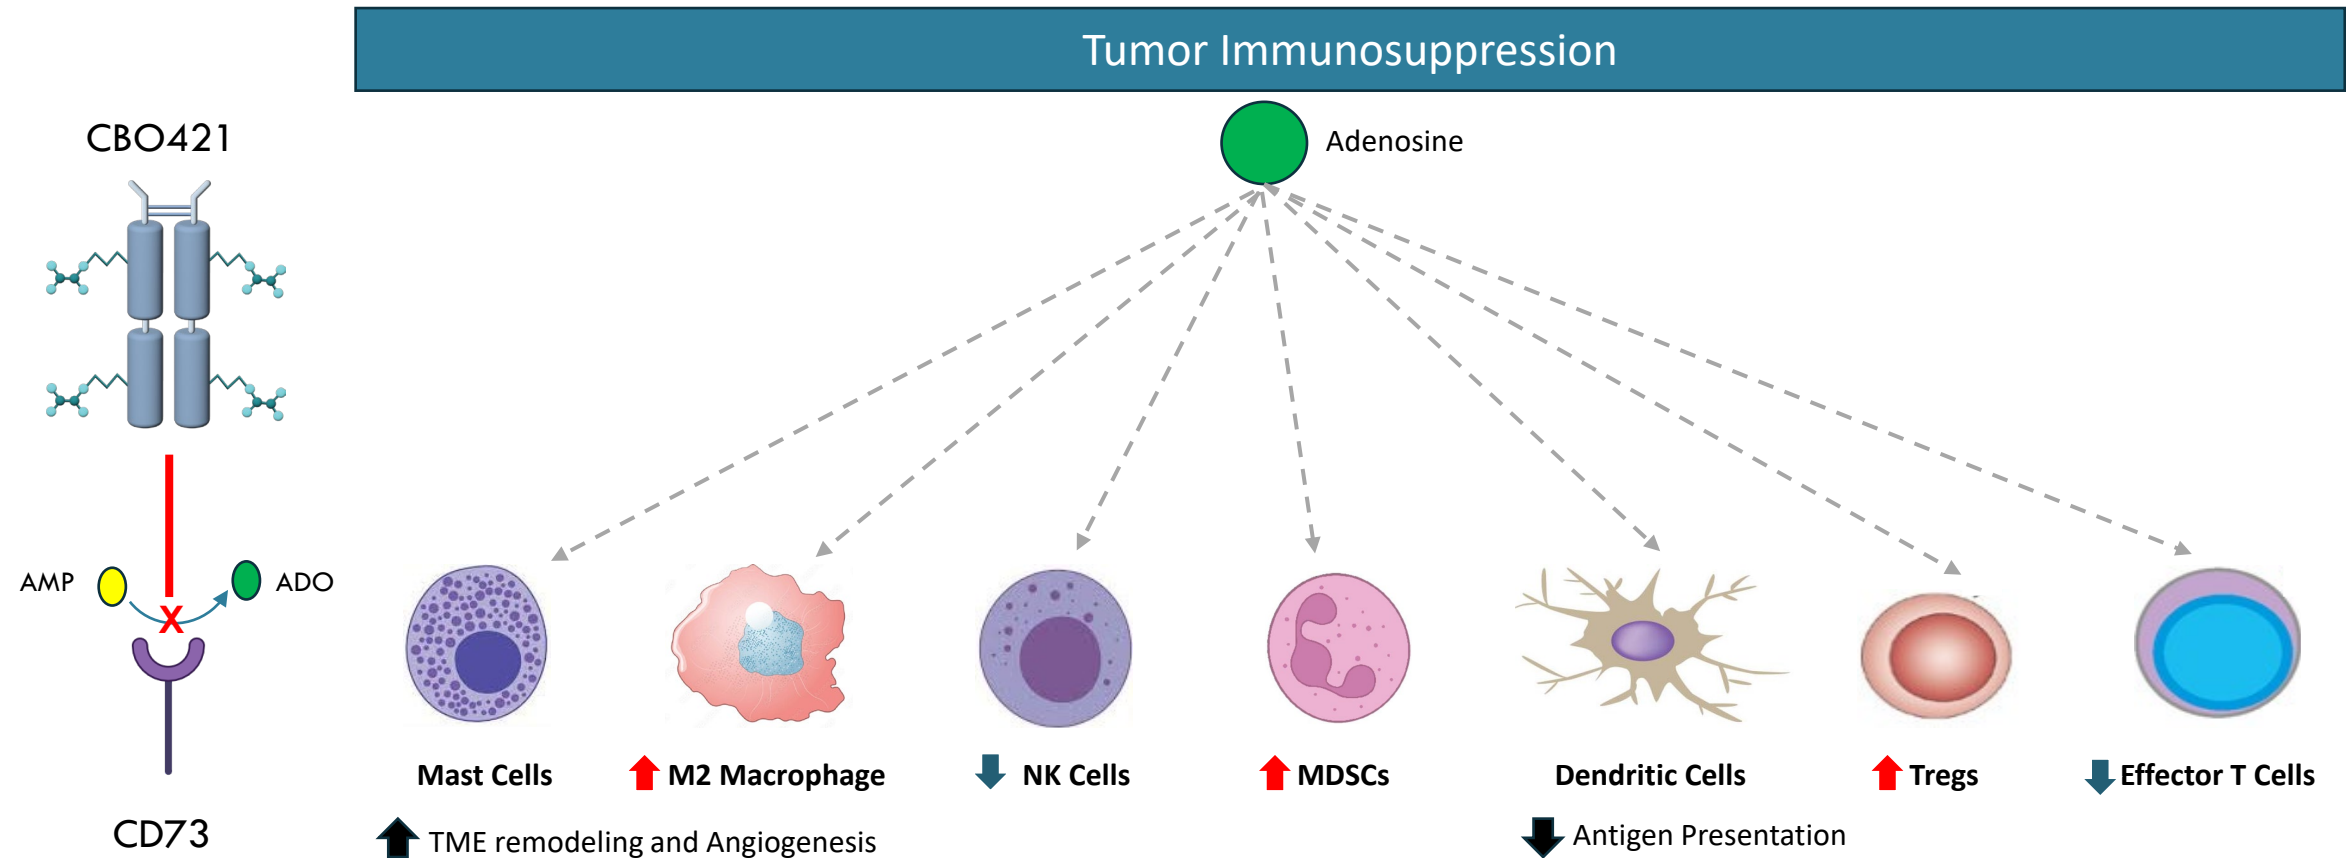 Tumor Immunosuppression
CBO421
Adenosine
AMP
ADO
X
CD73
Mast Cells
M2 Macrophage
NK Cells
MDSCs
Dendritic Cells
Tregs
Effector T Cells
TME remodeling and Angiogenesis
Antigen Presentation